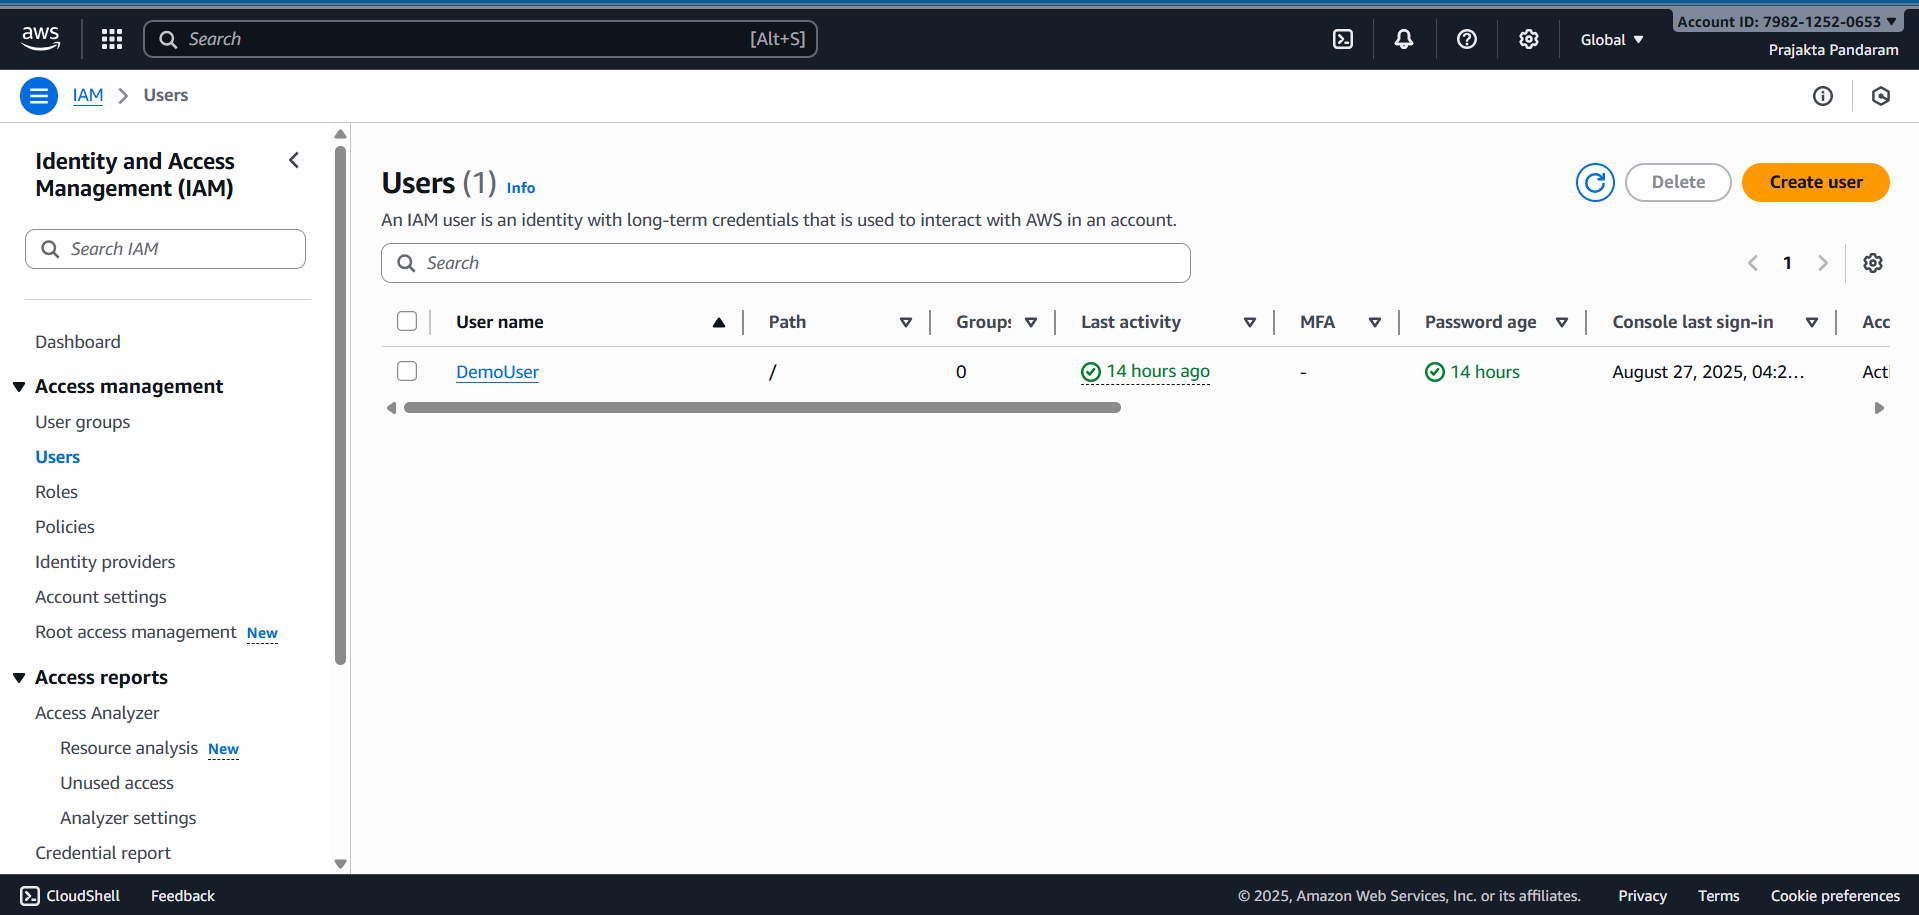 aws
Search
[Alt+S]
Global
Account ID: 7982-1252-0653
Prajakta Pandaram
IAM
Users
Identity and Access
Management (IAM)
Search IAM
Dashboard
Access management
User groups
Users
Roles
Policies
Identity providers
Account settings
Root access management New
Access reports
Access Analyzer
Resource analysis New
Unused access
Analyzer settings
Credential report
Users (1) Info
Delete
Create user
An IAM user is an identity with long-term credentials that is used to interact with AWS in an account.
Search
1
User name Path Groups Last activity MFA Password age Console last sign-in Acc
DemoUser / 0 14 hours ago - 14 hours August 27, 2025, 04:2... Acti
CloudShell Feedback © 2025, Amazon Web Services, Inc. or its affiliates. Privacy Terms Cookie preferences